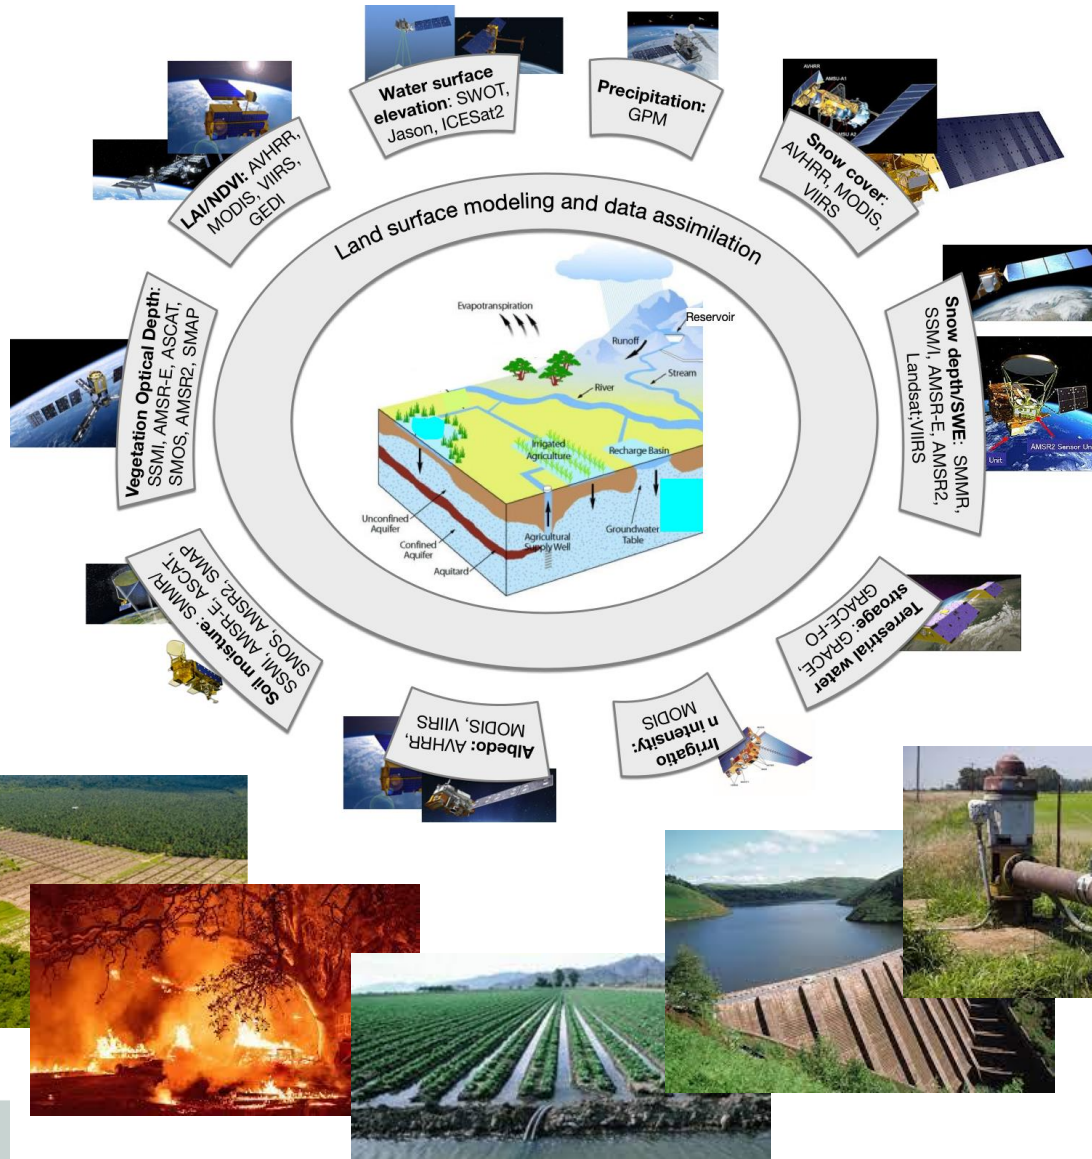 Water surface
elevation: SWOT,
Jason, ICESat2
Precipitation:
GPM
AVHRR
AMSU-A1
Snow cover:
AVHRR, MODIS,
VIIRS
Snow depth/SWE: SMMR,
SSM/I, AMSR-E, AMSR2,
Landsat;VIIRS
AMSR2 Sensor Un
Unit
Terrestrial water
stroage: GRACE,
GRACE-FO
Irrigatio
n intensity:
MODIS
Albedo: AVHRR,
MODIS, VIIRS
Soil moisture: SMMR/
SSMI, AMSR-E, ASCAT,
SMOS, AMSR2, SMAP
Vegetation Optical Depth:
SSMI, AMSR-E, ASCAT,
SMOS, AMSR2, SMAP
LAI/NDVI: AVHRR,
MODIS, VIIRS,
GEDI
Land surface modeling and data assimilation
Evapotranspiration
Reservoir
Runoff
Stream
River
Irrigated
Agriculture
Recharge Basin
Unconfined
Aquifer
Confined
Aquifer
Aquitard
Agricultural
Supply Well
Groundwater
Table